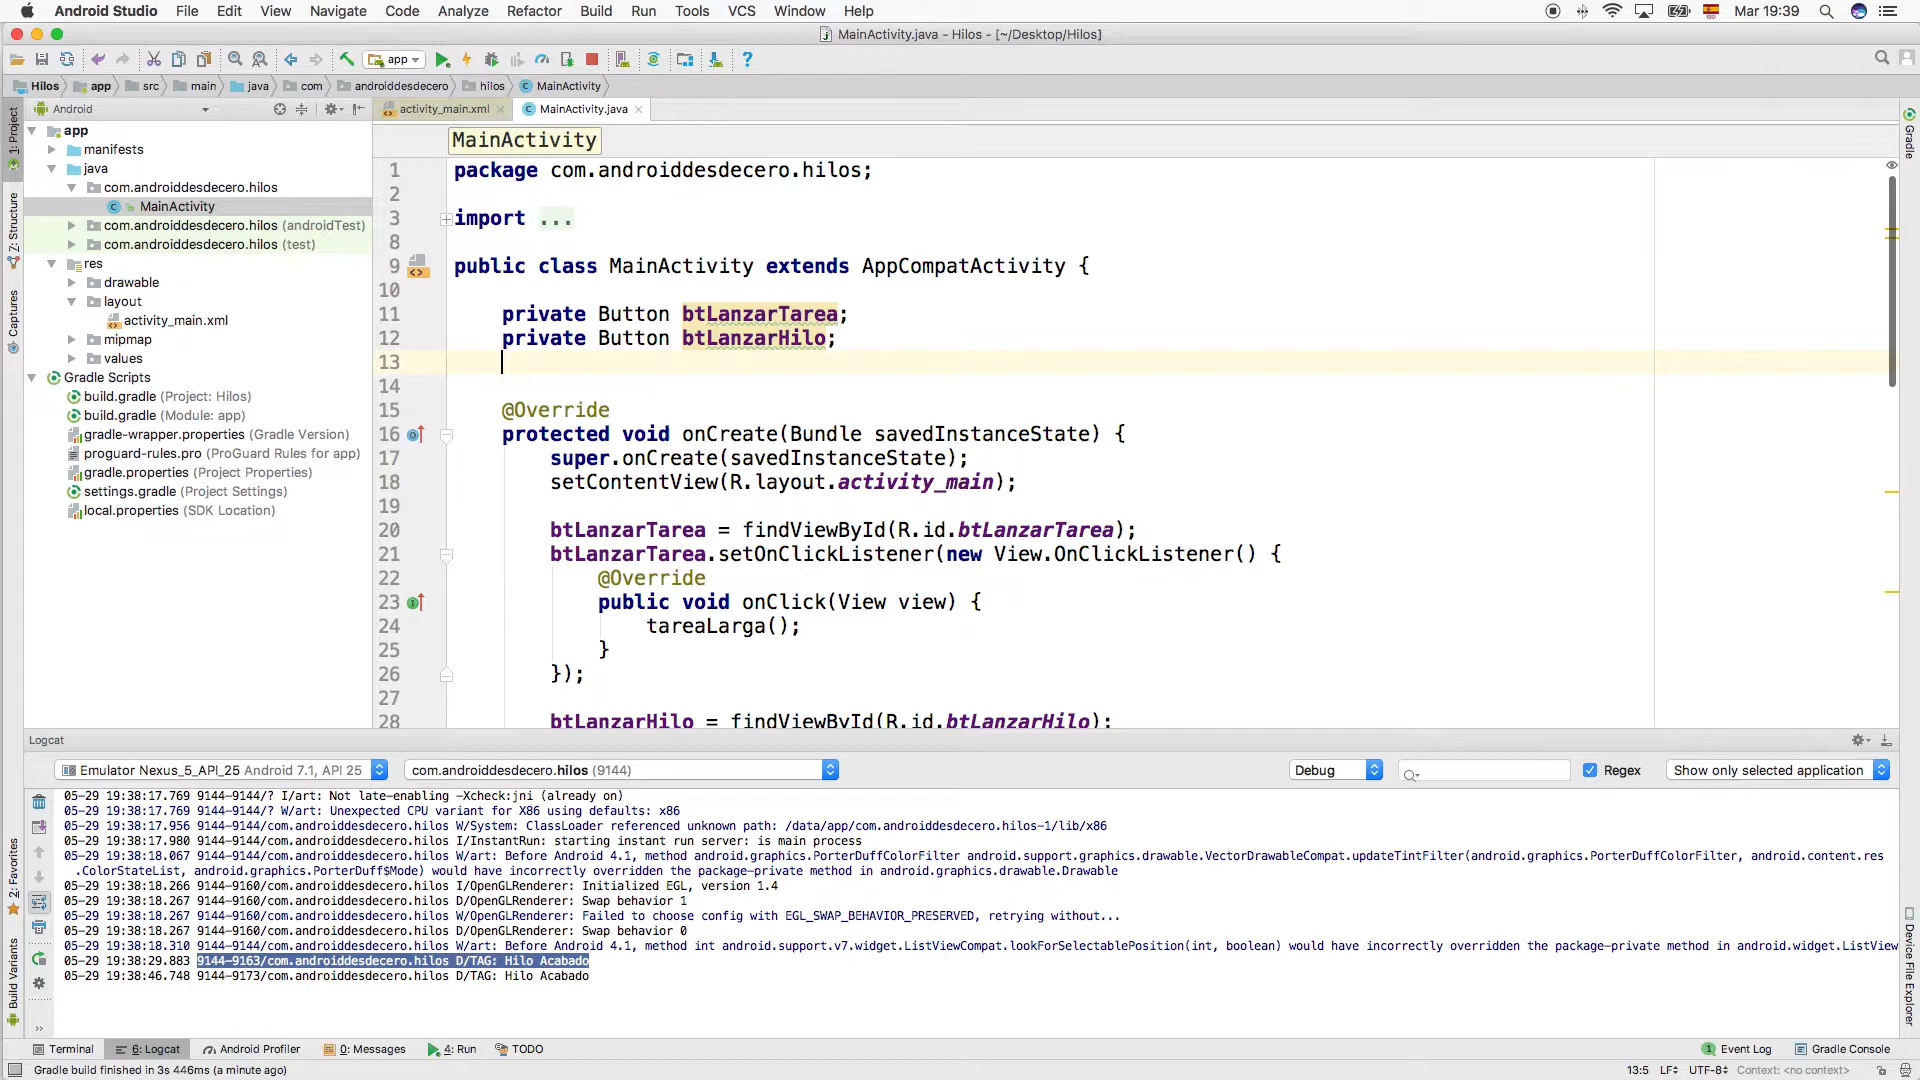 Android Studio File Edit View Navigate Code Analyze Refactor Build Run Tools VCS Window Help Mar 19:39
MainActivity.java - Hilos - [~/Desktop/Hilos]
app
Hilos app src main java com androiddesdecero hilos MainActivity
Android activity_main.xml MainActivity.java
MainActivity
1: Project
7: Structure
Captures
2: Favorites
Build Variants
Gradle
Device File Explorer
app
manifests
java
com.androiddesdecero.hilos
MainActivity
com.androiddesdecero.hilos (androidTest)
com.androiddesdecero.hilos (test)
res
drawable
layout
activity_main.xml
mipmap
values
Gradle Scripts
build.gradle (Project: Hilos)
build.gradle (Module: app)
gradle-wrapper.properties (Gradle Version)
proguard-rules.pro (ProGuard Rules for app)
gradle.properties (Project Properties)
settings.gradle (Project Settings)
local.properties (SDK Location)
1 package com.androiddesdecero.hilos;
2
3 import ...
8
9 public class MainActivity extends AppCompatActivity {
10
11 private Button btLanzarTarea;
12 private Button btLanzarHilo;
13
14
15 @Override
16 protected void onCreate(Bundle savedInstanceState) {
17 super.onCreate(savedInstanceState);
18 setContentView(R.layout.activity_main);
19
20 btLanzarTarea = findViewById(R.id.btLanzarTarea);
21 btLanzarTarea.setOnClickListener(new View.OnClickListener() {
22 @Override
23 public void onClick(View view) {
24 tareaLarga();
25 }
26 });
27
28 btLanzarHilo = findViewById(R.id.btLanzarHilo);
Logcat
Emulator Nexus_5_API_25 Android 7.1, API 25 com.androiddesdecero.hilos (9144) Debug Regex Show only selected application
05-29 19:38:17.769 9144-9144/? I/art: Not late-enabling -Xcheck:jni (already on)
05-29 19:38:17.769 9144-9144/? W/art: Unexpected CPU variant for X86 using defaults: x86
05-29 19:38:17.956 9144-9144/com.androiddesdecero.hilos W/System: ClassLoader referenced unknown path: /data/app/com.androiddesdecero.hilos-1/lib/x86
05-29 19:38:17.980 9144-9144/com.androiddesdecero.hilos I/InstantRun: starting instant run server: is main process
05-29 19:38:18.067 9144-9144/com.androiddesdecero.hilos W/art: Before Android 4.1, method android.graphics.PorterDuffColorFilter android.support.graphics.drawable.VectorDrawableCompat.updateTintFilter(android.graphics.PorterDuffColorFilter, android.content.res
.ColorStateList, android.graphics.PorterDuff$Mode) would have incorrectly overridden the package-private method in android.graphics.drawable.Drawable
05-29 19:38:18.266 9144-9160/com.androiddesdecero.hilos I/OpenGLRenderer: Initialized EGL, version 1.4
05-29 19:38:18.267 9144-9160/com.androiddesdecero.hilos D/OpenGLRenderer: Swap behavior 1
05-29 19:38:18.267 9144-9160/com.androiddesdecero.hilos W/OpenGLRenderer: Failed to choose config with EGL_SWAP_BEHAVIOR_PRESERVED, retrying without...
05-29 19:38:18.267 9144-9160/com.androiddesdecero.hilos D/OpenGLRenderer: Swap behavior 0
05-29 19:38:18.310 9144-9144/com.androiddesdecero.hilos W/art: Before Android 4.1, method int android.support.v7.widget.ListViewCompat.lookForSelectablePosition(int, boolean) would have incorrectly overridden the package-private method in android.widget.ListView
05-29 19:38:29.883 9144-9163/com.androiddesdecero.hilos D/TAG: Hilo Acabado
05-29 19:38:46.748 9144-9173/com.androiddesdecero.hilos D/TAG: Hilo Acabado
Terminal 6: Logcat Android Profiler 0: Messages 4: Run TODO 1 Event Log Gradle Console
Gradle build finished in 3s 446ms (a minute ago) 13:5 LF UTF-8 Context: <no context>